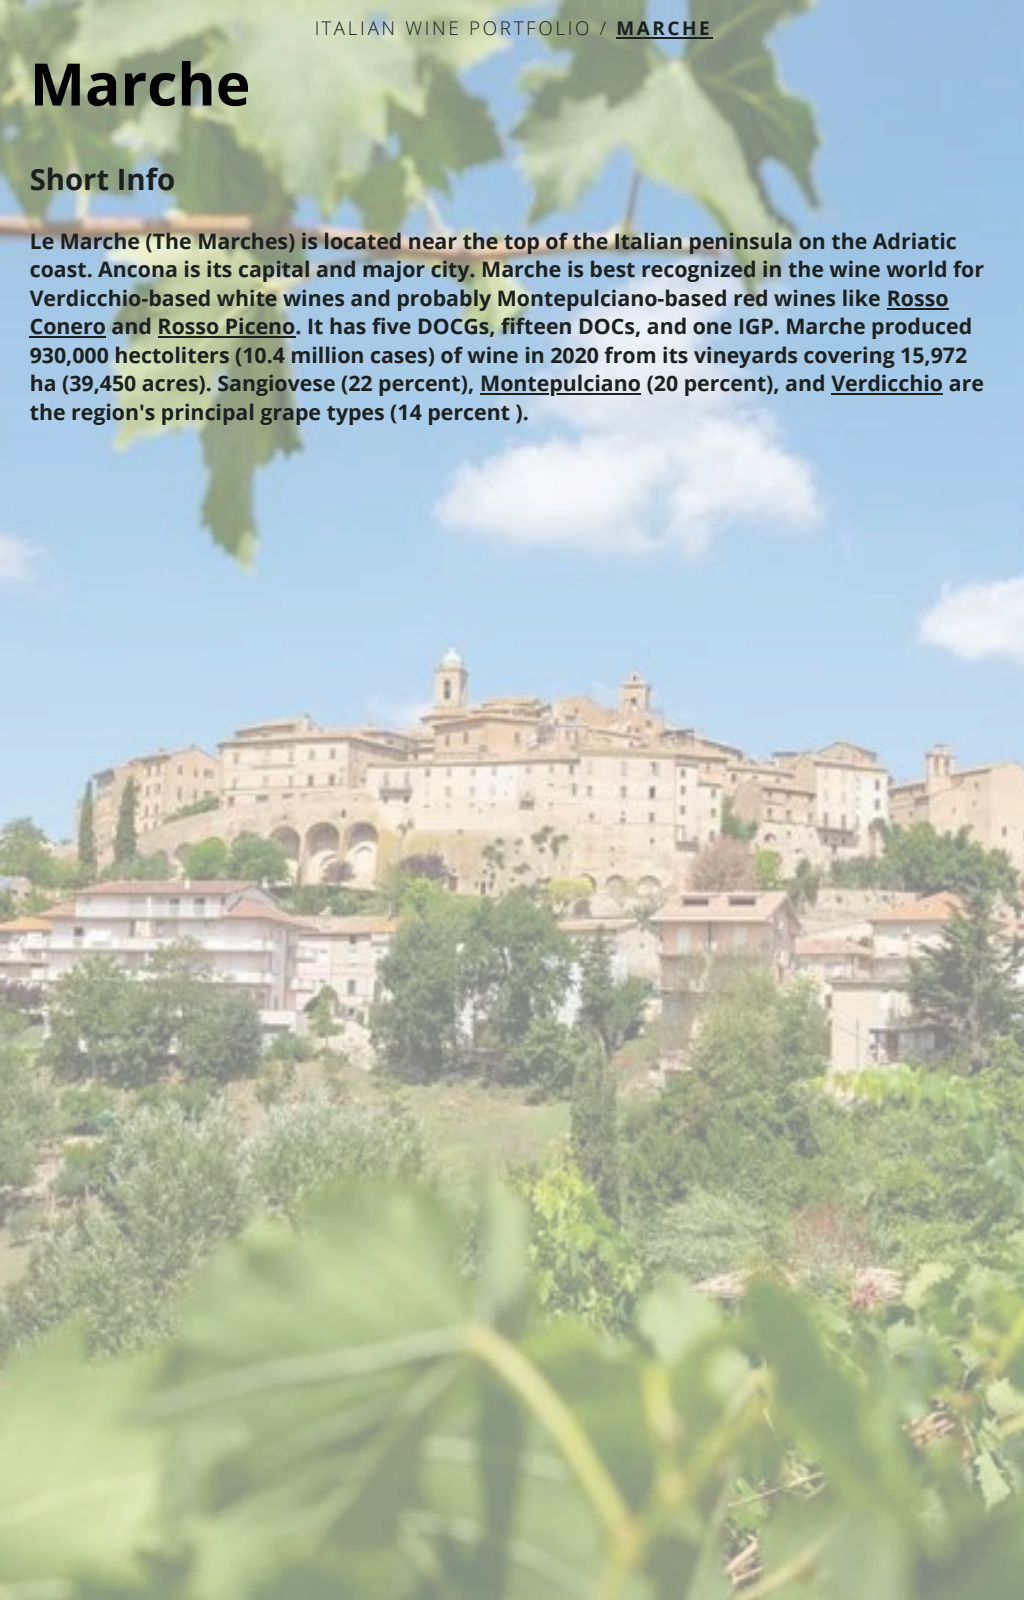 ITALIAN WINE PORTFOLIO / MARCHE
Marche
Short Info
Le Marche (The Marches) is located near the top of the Italian peninsula on the Adriatic
coast. Ancona is its capital and major city. Marche is best recognized in the wine world for
Verdicchio-based white wines and probably Montepulciano-based red wines like Rosso
Conero and Rosso Piceno. It has five DOCGs, fifteen DOCs, and one IGP. Marche produced
930,000 hectoliters (10.4 million cases) of wine in 2020 from its vineyards covering 15,972
ha (39,450 acres). Sangiovese (22 percent), Montepulciano (20 percent), and Verdicchio are
the region's principal grape types (14 percent ).